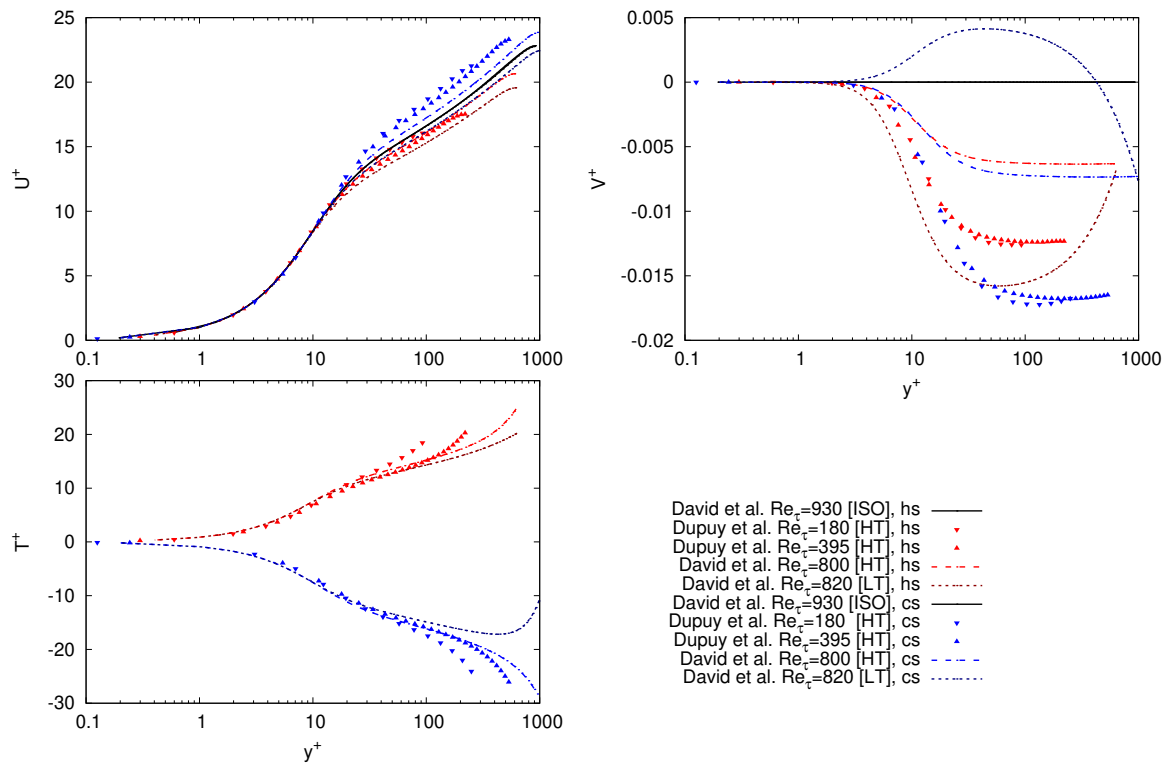 25
20
15
10
5
0
U+
0.1 1 10 100 1000
0.005
0
-0.005
-0.01
-0.015
-0.02
V+
0.1 1 10 100 1000
y+
30
20
10
0
-10
-20
-30
T+
0.1 1 10 100 1000
y+
David et al. Reτ=930 [ISO], hs
Dupuy et al. Reτ=180 [HT], hs
Dupuy et al. Reτ=395 [HT], hs
David et al. Reτ=800 [HT], hs
David et al. Reτ=820 [LT], hs
David et al. Reτ=930 [ISO], cs
Dupuy et al. Reτ=180 [HT], cs
Dupuy et al. Reτ=395 [HT], cs
David et al. Reτ=800 [HT], cs
David et al. Reτ=820 [LT], cs